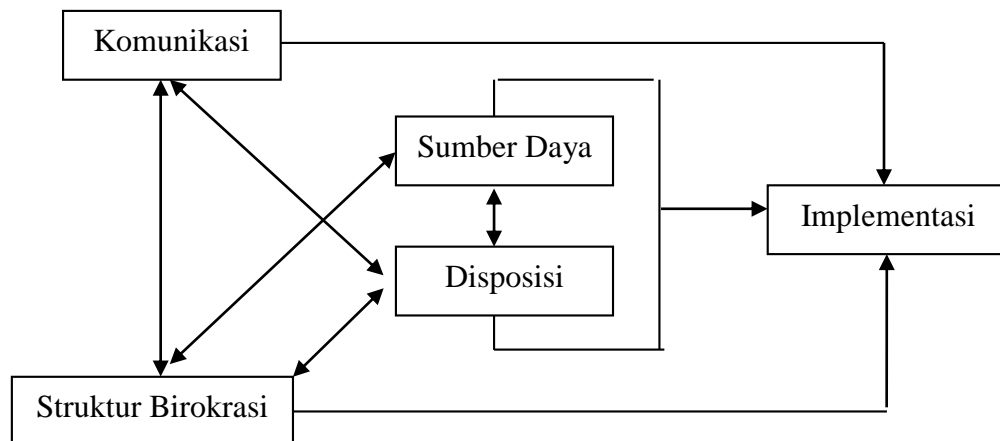 Komunikasi
Sumber Daya
Implementasi
Disposisi
Struktur Birokrasi